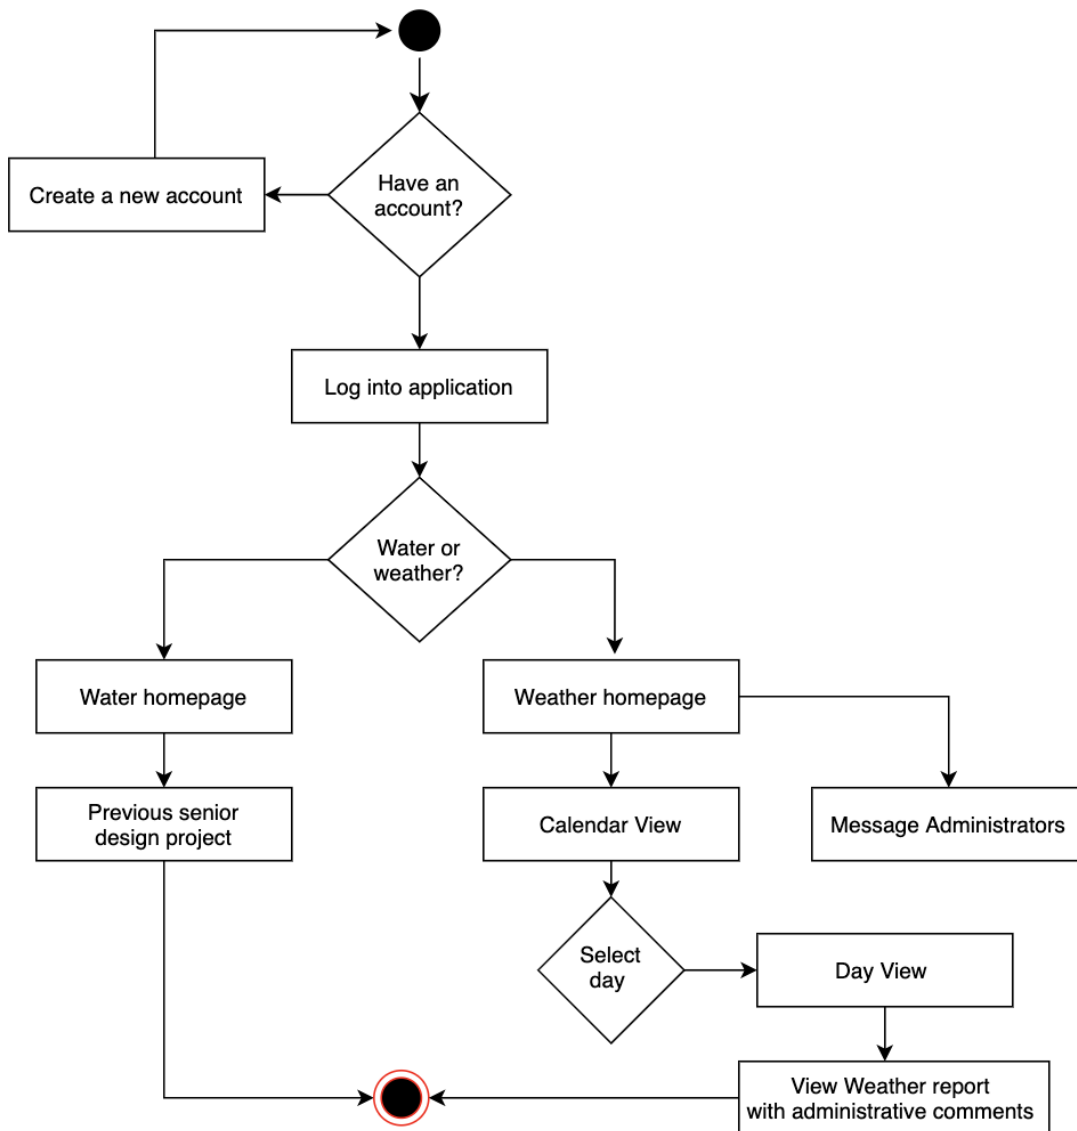 Have an
account?
Create a new account
Log into application
Water or
weather?
Water homepage
Weather homepage
Previous senior
design project
Calendar View
Message Administrators
Select
day
Day View
View Weather report
with administrative comments